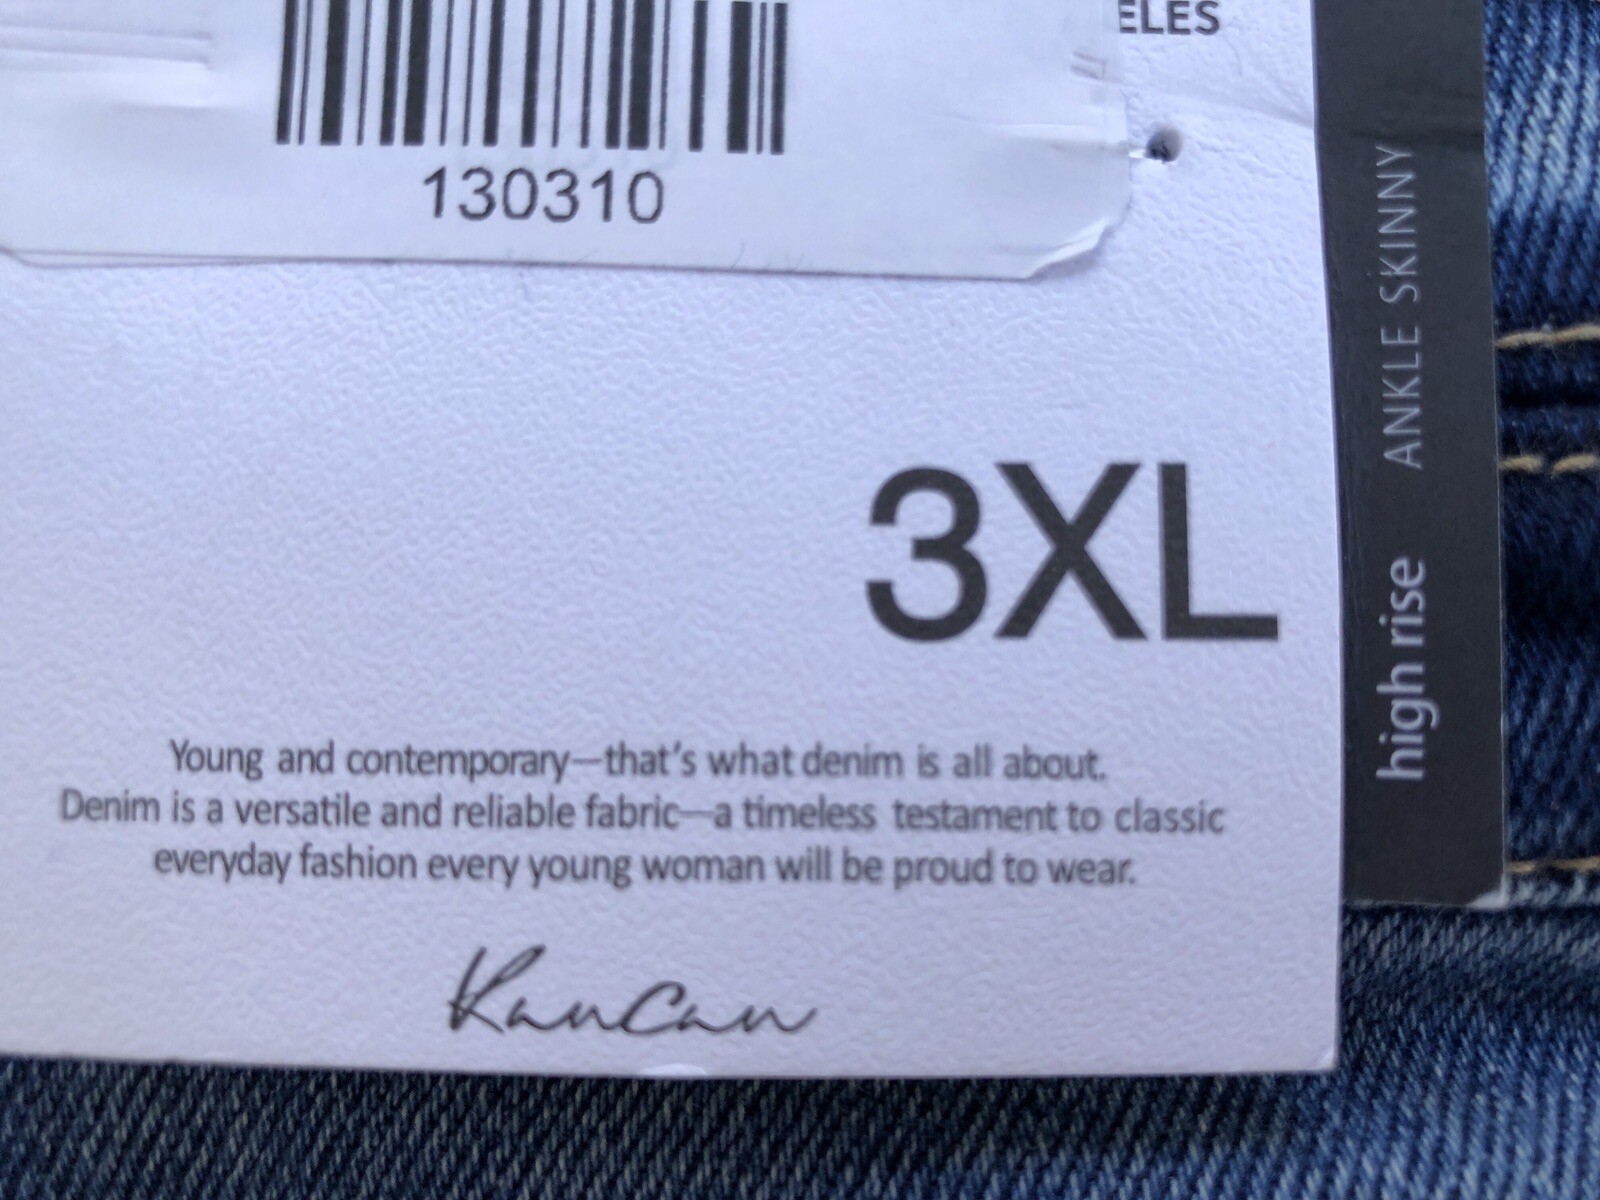 ELES
130310
3XL
high rise ANKLE SKINNY
Young and contemporary—that's what denim is all about.
Denim is a versatile and reliable fabric—a timeless testament to classic
everyday fashion every young woman will be proud to wear.
KanCan